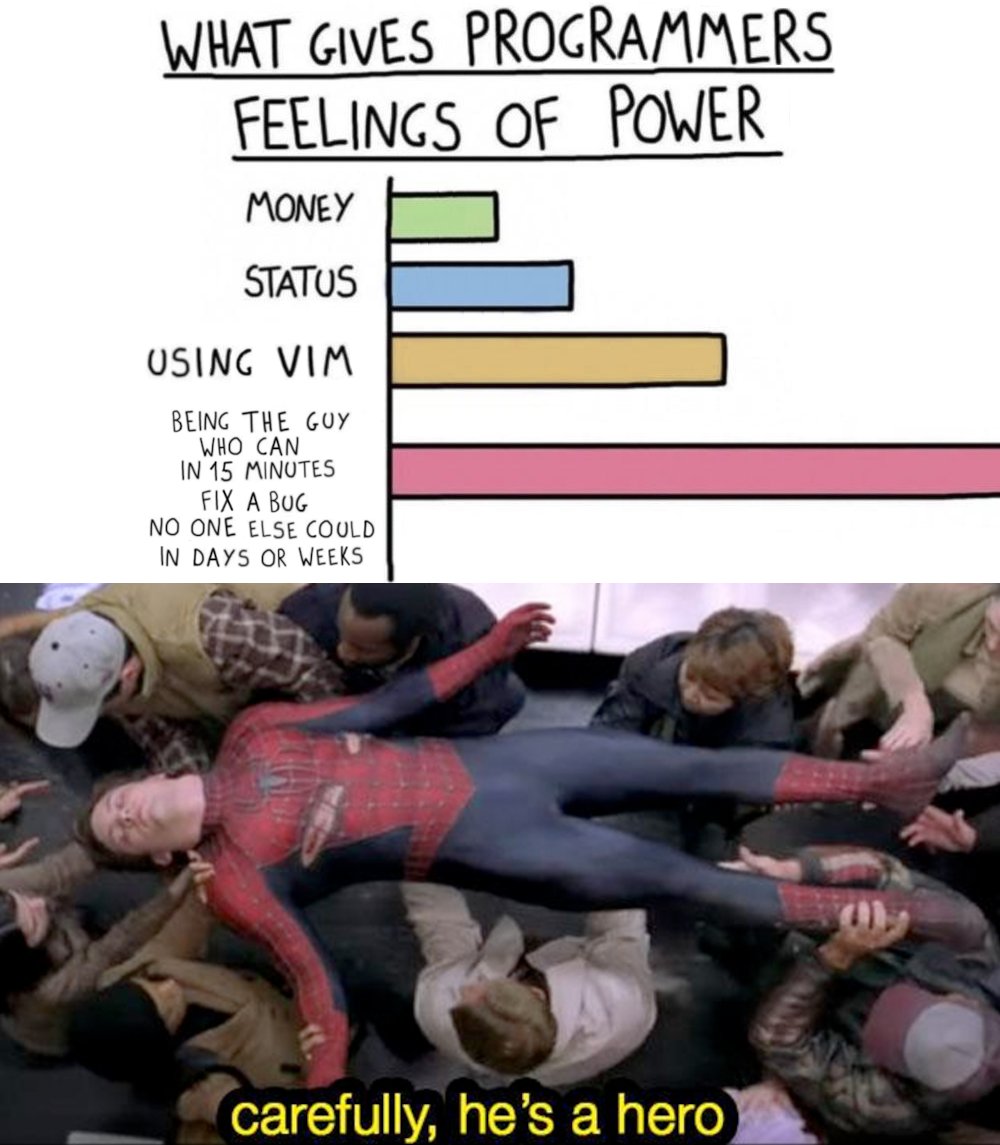 WHAT GIVES PROGRAMMERS
FEELINGS OF POWER
MONEY
STATUS
USING VIM
BEING THE GUY
WHO CAN
IN 15 MINUTES
FIX A BUG
NO ONE ELSE COULD
IN DAYS OR WEEKS
carefully, he's a hero